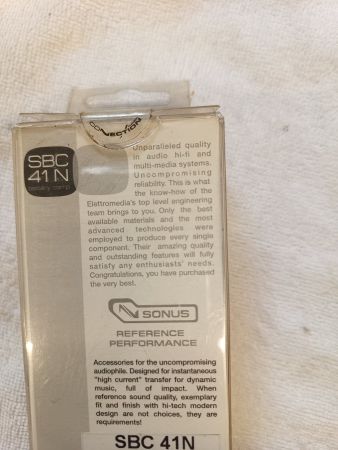 CONNECTION
SBC
41 N
battery comp
Unparalleled quality
in audio hi-fi and
multi-media systems.
Uncompromising
reliability. This is what
the know-how of the
Elettromedia's top level engineering
team brings to you. Only the best
available materials and the most
advanced technologies were
employed to produce every single
component. Their amazing quality
and outstanding features will fully
satisfy any enthusiasts' needs.
Congratulations, you have purchased
the very best.
SONUS
REFERENCE
PERFORMANCE
Accessories for the uncompromising
audiophile. Designed for instantaneous
"high current" transfer for dynamic
music, full of impact. When
reference sound quality, exemplary
fit and finish with hi-tech modern
design are not choices, they are
requirements!
SBC 41N